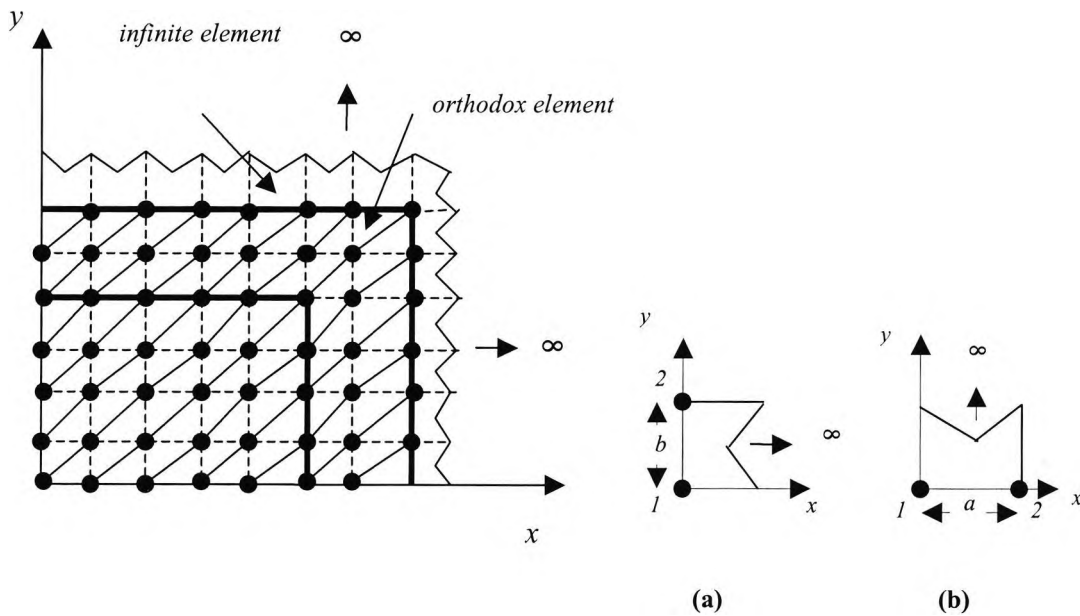 y
infinite element
∞
orthodox element
∞
x
y
2
b
1
x
∞
(a)
y
∞
1
a
2
x
(b)